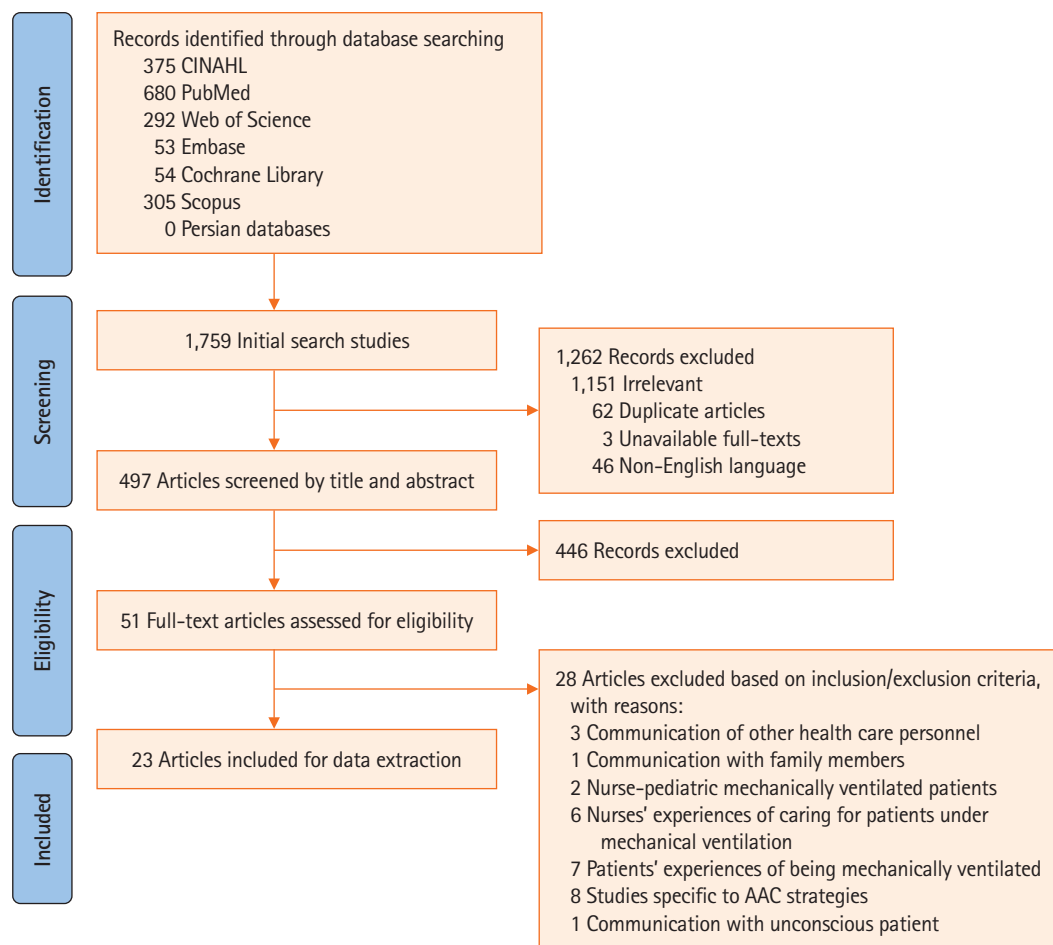 Identification
Records identified through database searching
375 CINAHL
680 PubMed
292 Web of Science
53 Embase
54 Cochrane Library
305 Scopus
0 Persian databases
Screening
1,759 Initial search studies
1,262 Records excluded
1,151 Irrelevant
62 Duplicate articles
3 Unavailable full-texts
46 Non-English language
497 Articles screened by title and abstract
446 Records excluded
Eligibility
51 Full-text articles assessed for eligibility
28 Articles excluded based on inclusion/exclusion criteria,
with reasons:
3 Communication of other health care personnel
1 Communication with family members
2 Nurse-pediatric mechanically ventilated patients
6 Nurses' experiences of caring for patients under
mechanical ventilation
7 Patients' experiences of being mechanically ventilated
8 Studies specific to AAC strategies
1 Communication with unconscious patient
Included
23 Articles included for data extraction